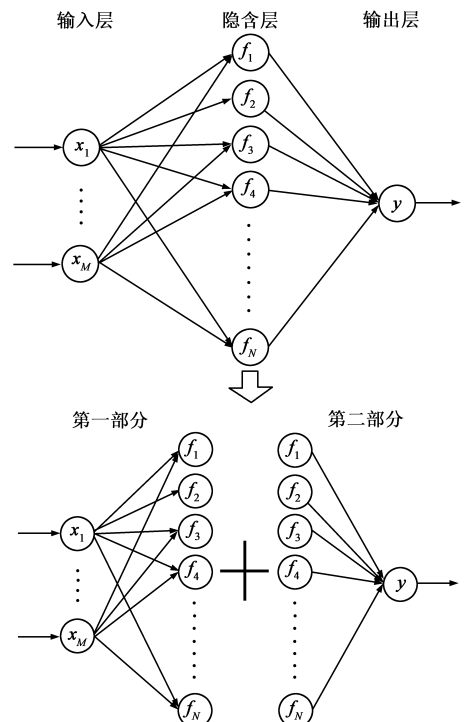 输入层 隐含层 输出层
f1
f2
x1
f3
f4
y
xM
fN
第一部分 第二部分
f1 f1
f2 f2
x1 f3 f3
f4 f4 y
xM
fN fN